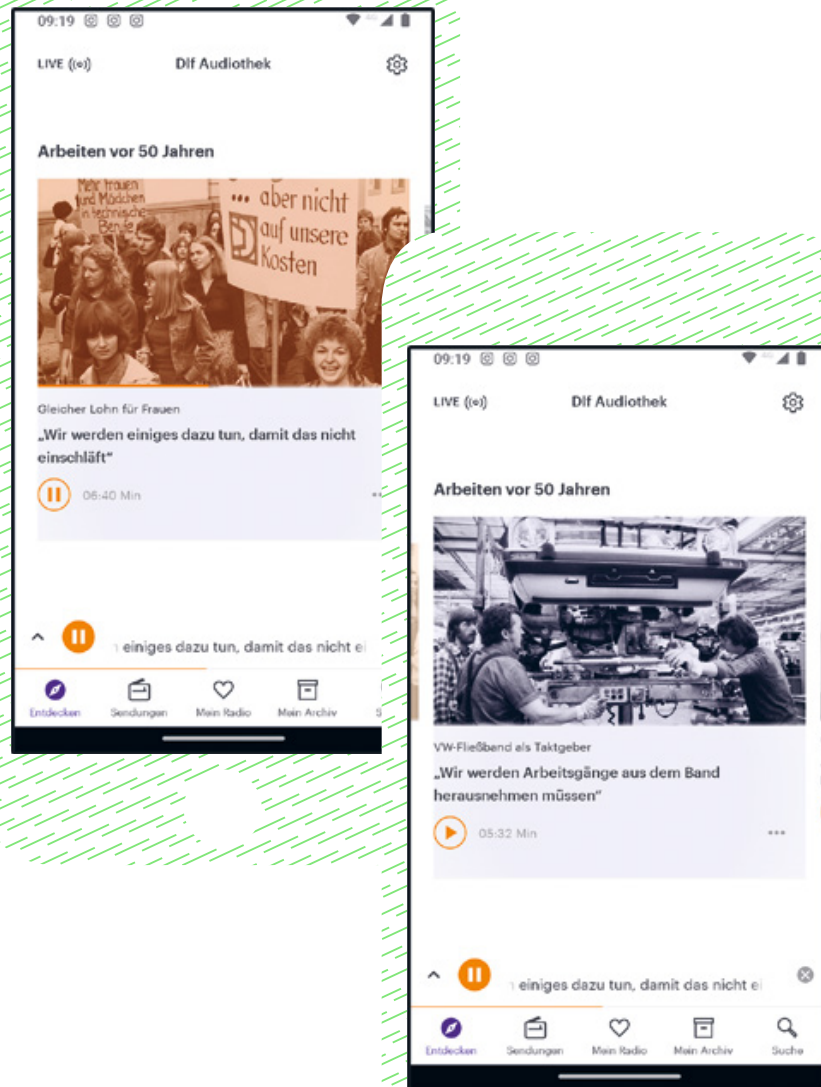 09:19
LIVE
Dlf Audiothek
Arbeiten vor 50 Jahren
Mehr Frauen
und Mädchen
in technische
Berufe
... aber nicht
auf unsere
Kosten
Gleicher Lohn für Frauen
„Wir werden einiges dazu tun, damit das nicht
einschläft“
06:40 Min
einiges dazu tun, damit das nicht ei
Entdecken Sendungen Mein Radio Mein Archiv S
09:19
LIVE
Dlf Audiothek
Arbeiten vor 50 Jahren
VW-Fließband als Taktgeber
„Wir werden Arbeitsgänge aus dem Band
herausnehmen müssen“
05:32 Min
einiges dazu tun, damit das nicht ei
Entdecken Sendungen Mein Radio Mein Archiv Suche